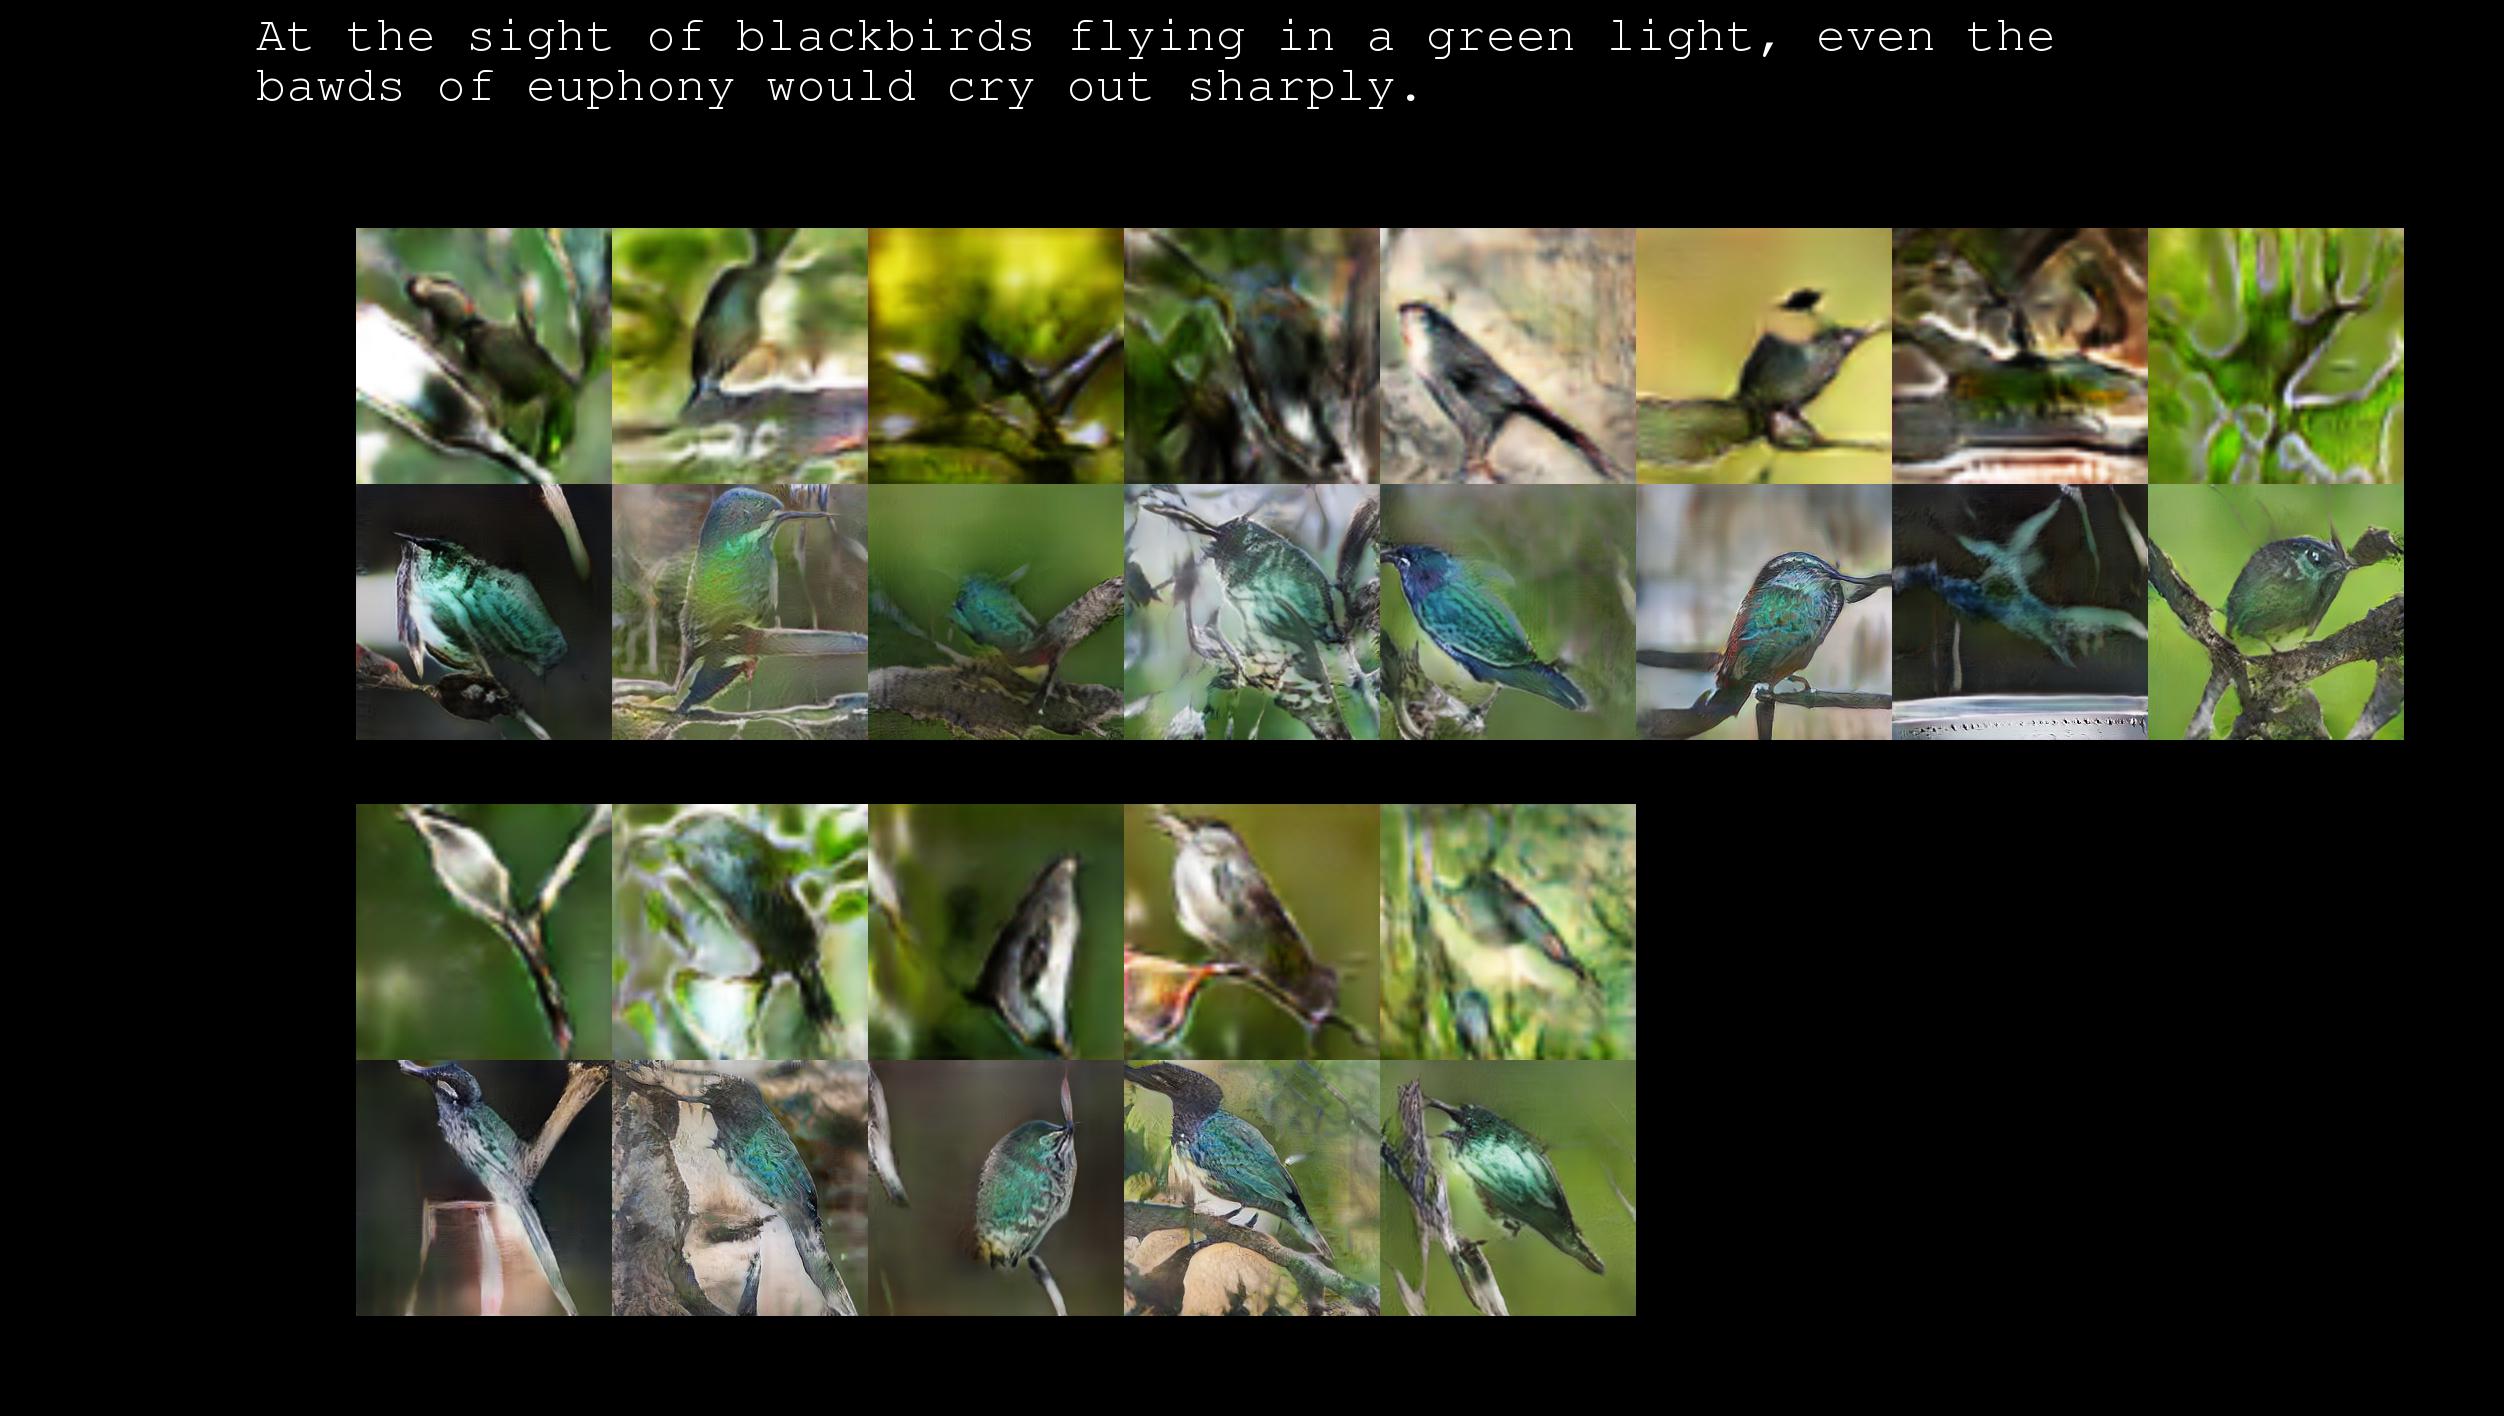 At the sight of blackbirds flying in a green light, even the
bawds of euphony would cry out sharply.